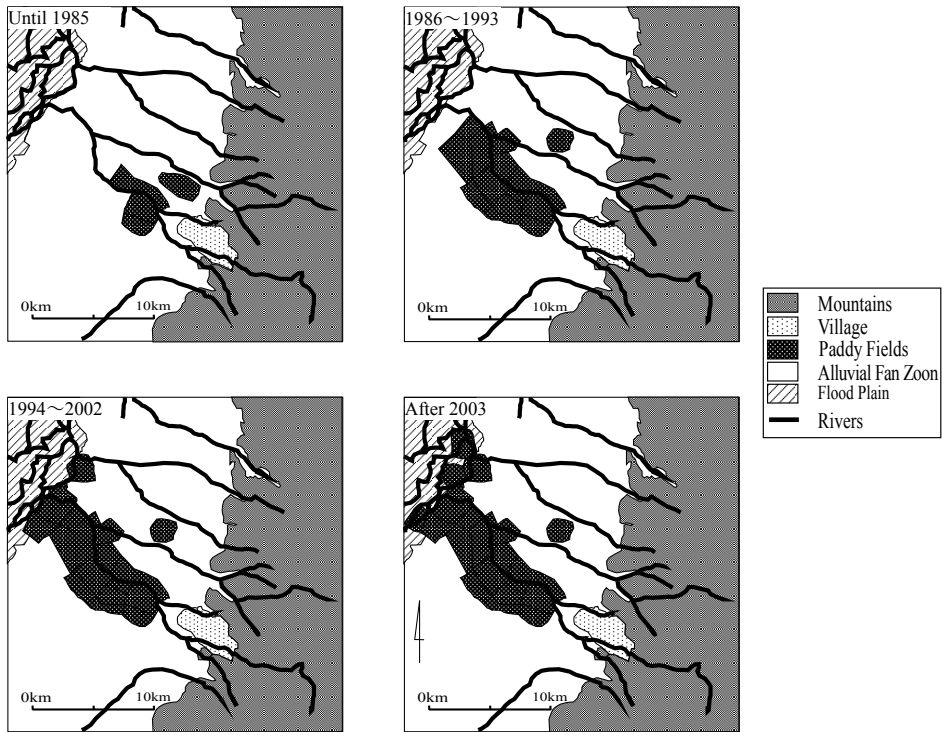 Until 1985
0km 10km
1986～1993
0km 10km
1994～2002
0km 10km
After 2003
0km 10km
Mountains
Village
Paddy Fields
Alluvial Fan Zoon
Flood Plain
Rivers